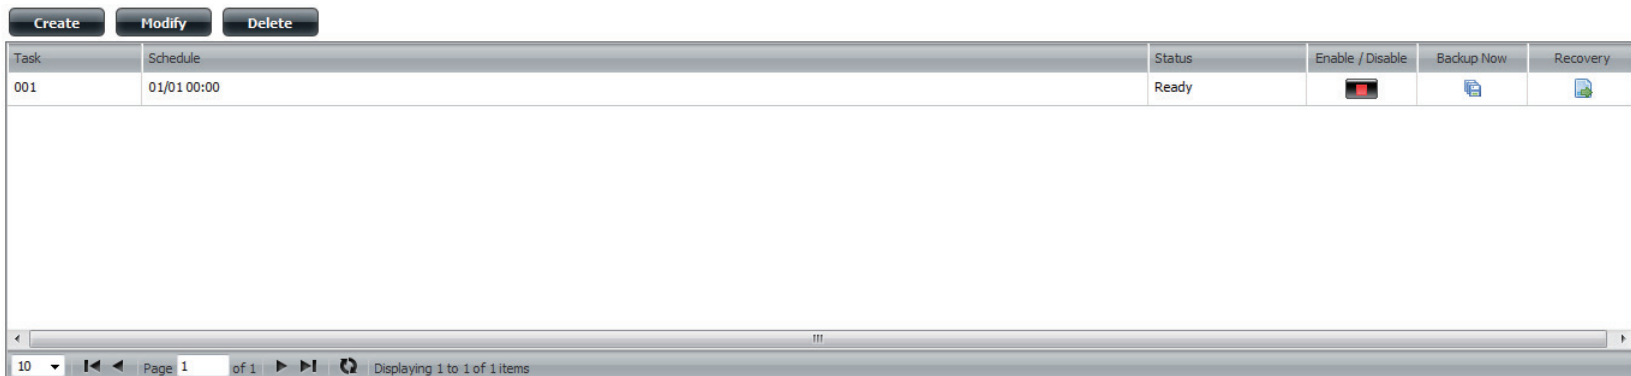 Create Modify Delete
Task Schedule Status Enable / Disable Backup Now Recovery
001 01/01 00:00 Ready
10 Page 1 of 1 Displaying 1 to 1 of 1 items